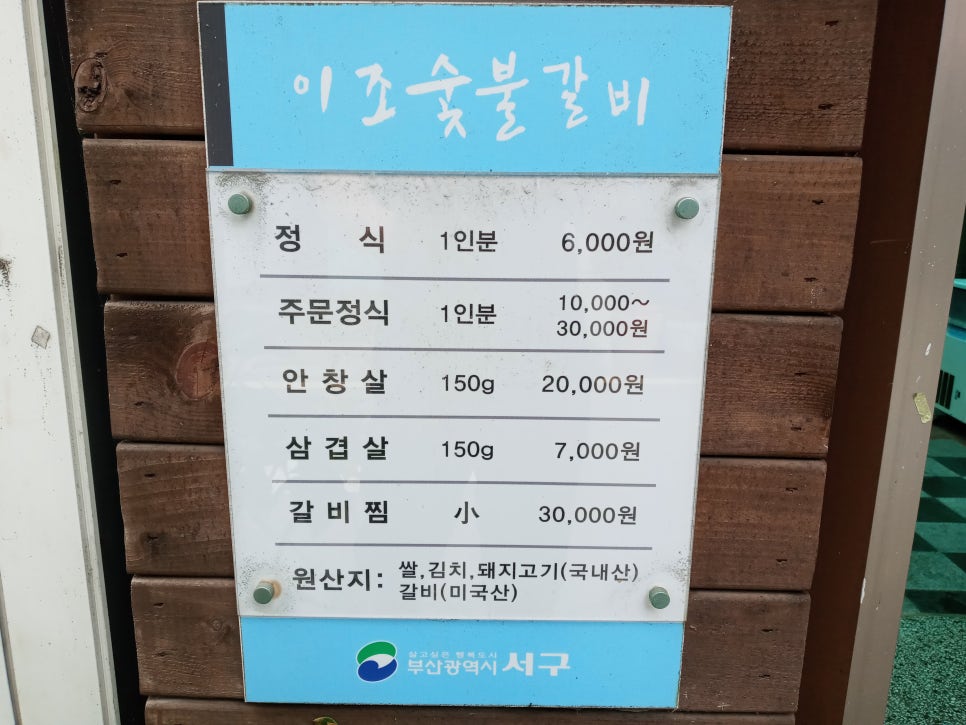 이조숯불갈비
정 식 1인분 6,000원
주문정식 1인분 10,000~
30,000원
안창살 150g 20,000원
삼겹살 150g 7,000원
갈비찜 小 30,000원
원산지: 쌀,김치,돼지고기(국내산)
갈비(미국산)
살고싶은 행복도시
부산광역시 서구